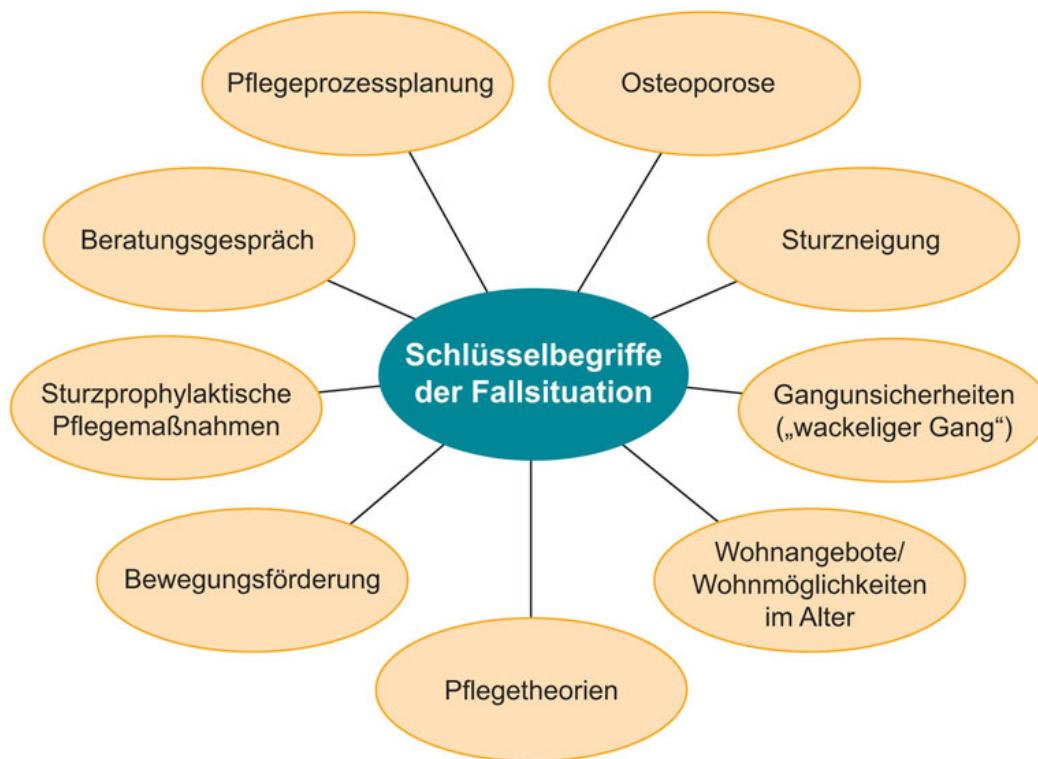 Pflegeprozessplanung
Osteoporose
Beratungsgespräch
Sturzneigung
Schlüsselbegriffe
der Fallsituation
Sturzprophylaktische
Pflegemaßnahmen
Gangunsicherheiten
(„wackeliger Gang“)
Bewegungsförderung
Wohnangebote/
Wohnmöglichkeiten
im Alter
Pflegetheorien